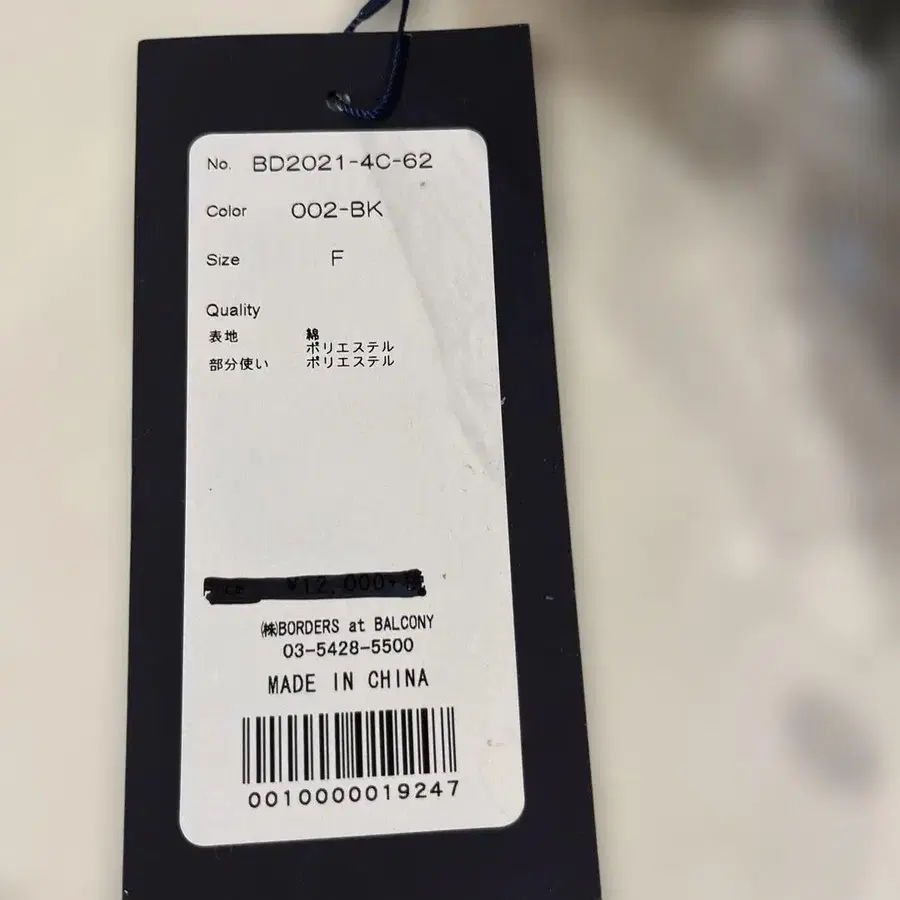 No. BD2021-4C-62
Color 002-BK
Size F
Quality
表地 綿
ポリエステル
部分使い ポリエステル
¥12,000+税
㈱BORDERS at BALCONY
03-5428-5500
MADE IN CHINA
0010000019247